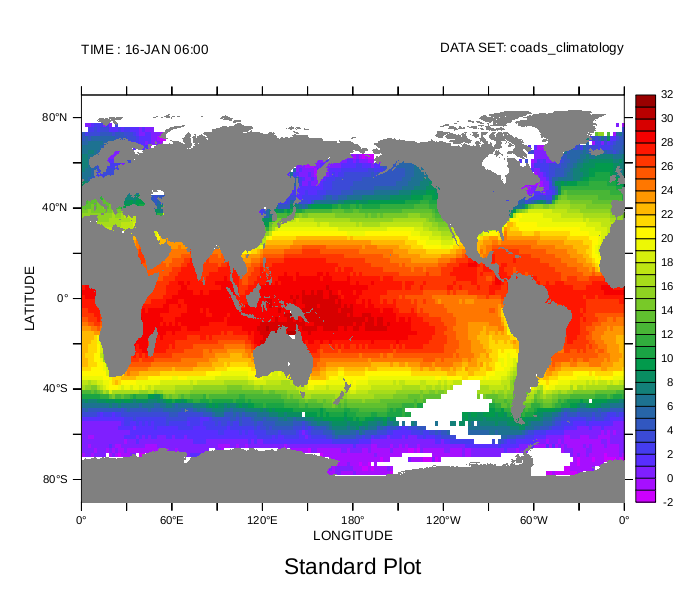 TIME : 16-JAN 06:00
DATA SET: coads_climatology
32
30
28
26
24
22
20
18
16
14
12
10
8
6
4
2
0
-2
80°N
40°N
0°
40°S
80°S
LATITUDE
0°
60°E
120°E
180°
120°W
60°W
0°
LONGITUDE
Standard Plot